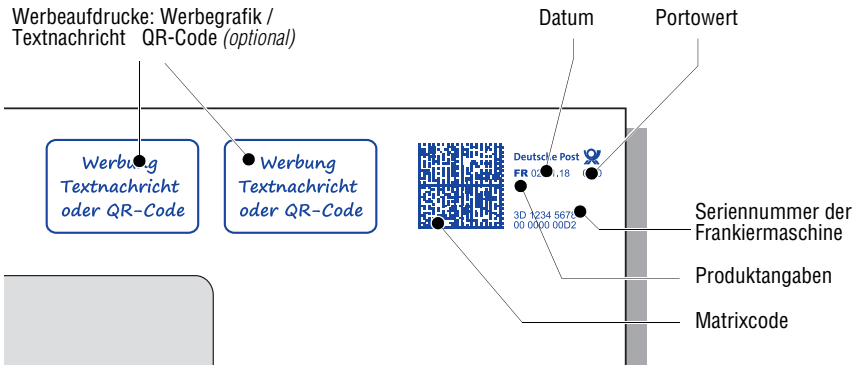 Werbeaufdrucke: Werbegrafik /
Textnachricht QR-Code (optional)
Datum
Portowert
Werbung
Textnachricht
oder QR-Code
Werbung
Textnachricht
oder QR-Code
Deutsche Post
FR
3D 1234 5678
00 0000 00D2
Seriennummer der
Frankiermaschine
Produktangaben
Matrixcode